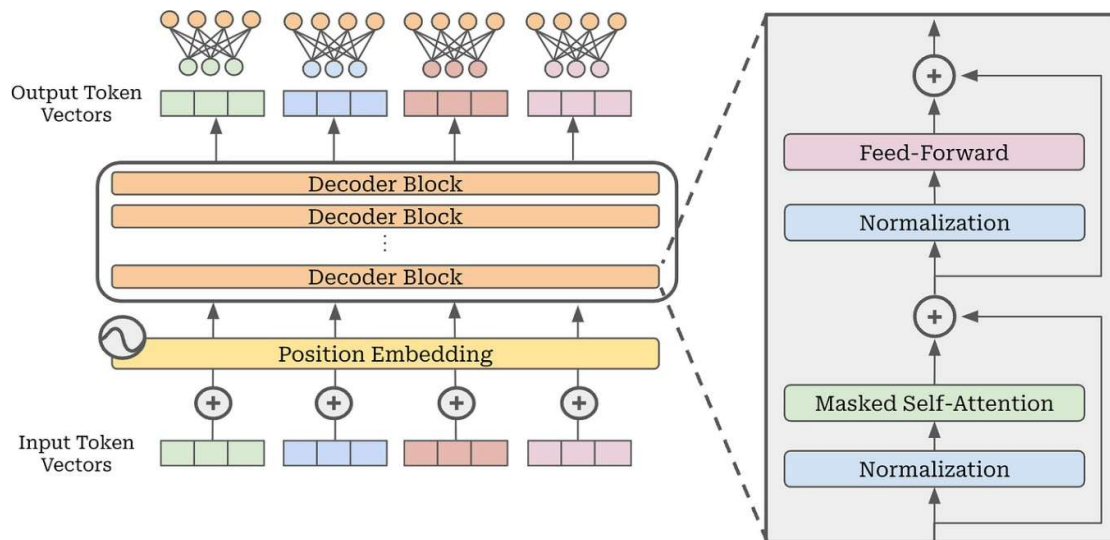 Output Token
Vectors
Decoder Block
Decoder Block
⋮
Decoder Block
Position Embedding
Input Token
Vectors
Feed-Forward
Normalization
Masked Self-Attention
Normalization